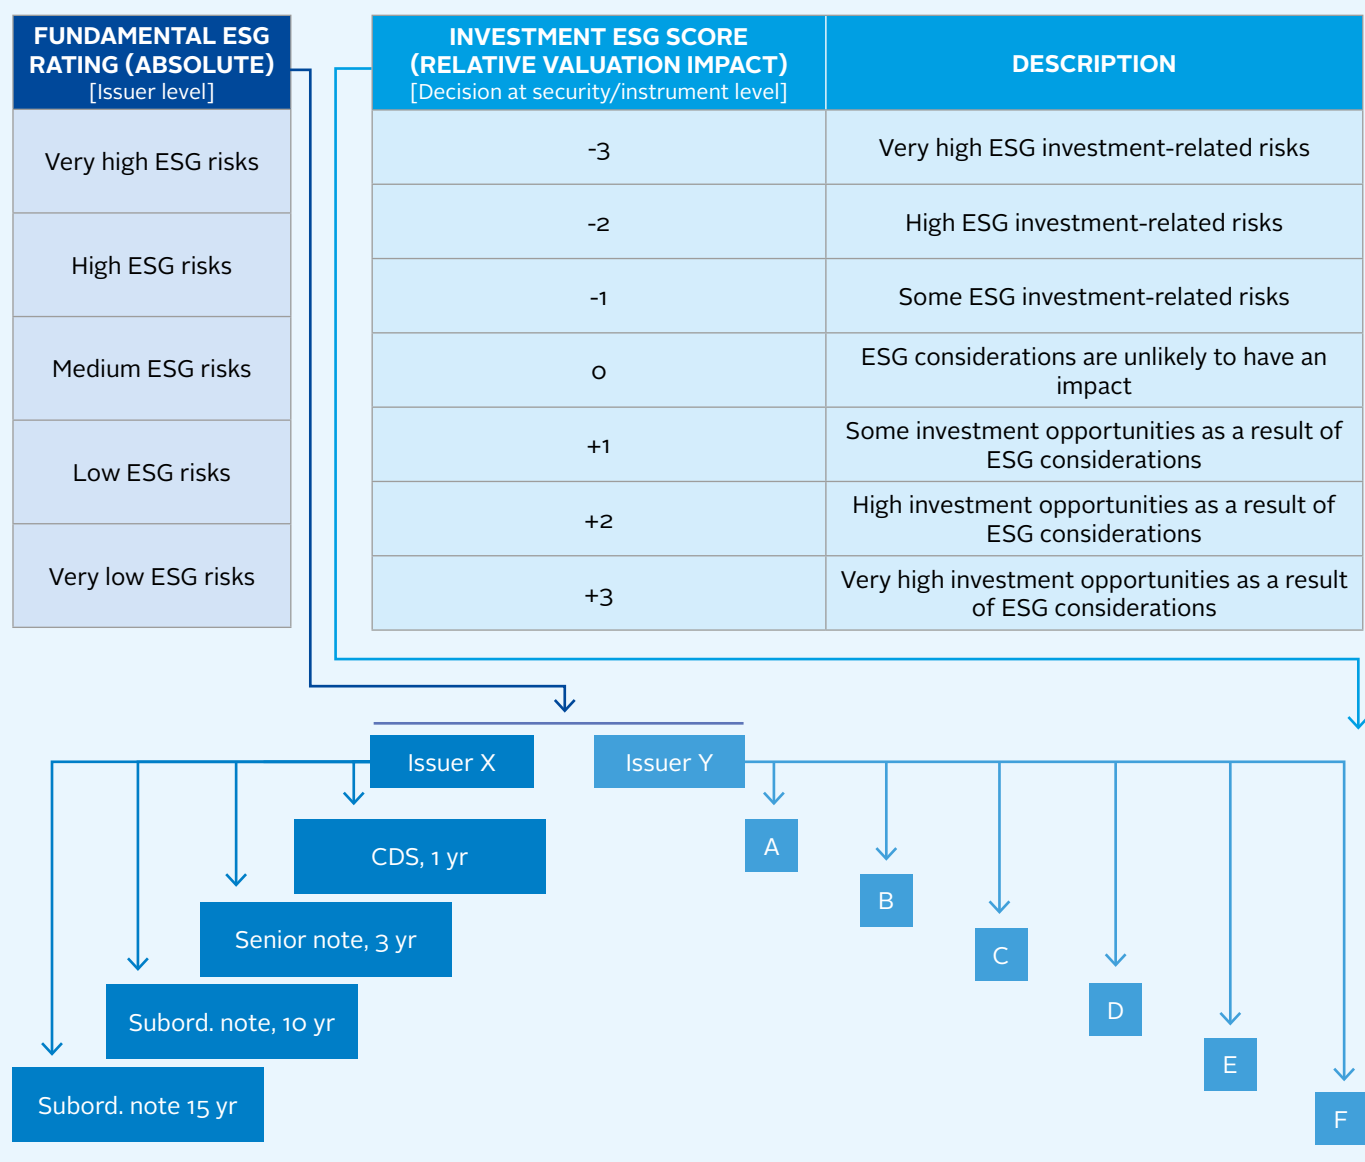 FUNDAMENTAL ESG
RATING (ABSOLUTE)
[Issuer level]
Very high ESG risks
High ESG risks
Medium ESG risks
Low ESG risks
Very low ESG risks
INVESTMENT ESG SCORE
(RELATIVE VALUATION IMPACT)
[Decision at security/instrument level]
DESCRIPTION
-3
Very high ESG investment-related risks
-2
High ESG investment-related risks
-1
Some ESG investment-related risks
0
ESG considerations are unlikely to have an
impact
+1
Some investment opportunities as a result of
ESG considerations
+2
High investment opportunities as a result of
ESG considerations
+3
Very high investment opportunities as a result
of ESG considerations
Issuer X
Issuer Y
CDS, 1 yr
Senior note, 3 yr
Subord. note, 10 yr
Subord. note 15 yr
A
B
C
D
E
F